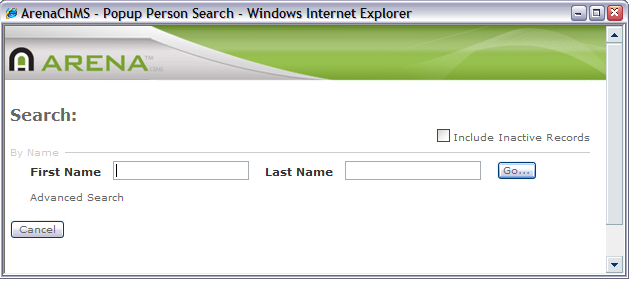 ArenaChMS - Popup Person Search - Windows Internet Explorer
ARENA™
Search:
Include Inactive Records
By Name
First Name Last Name Go...
Advanced Search
Cancel